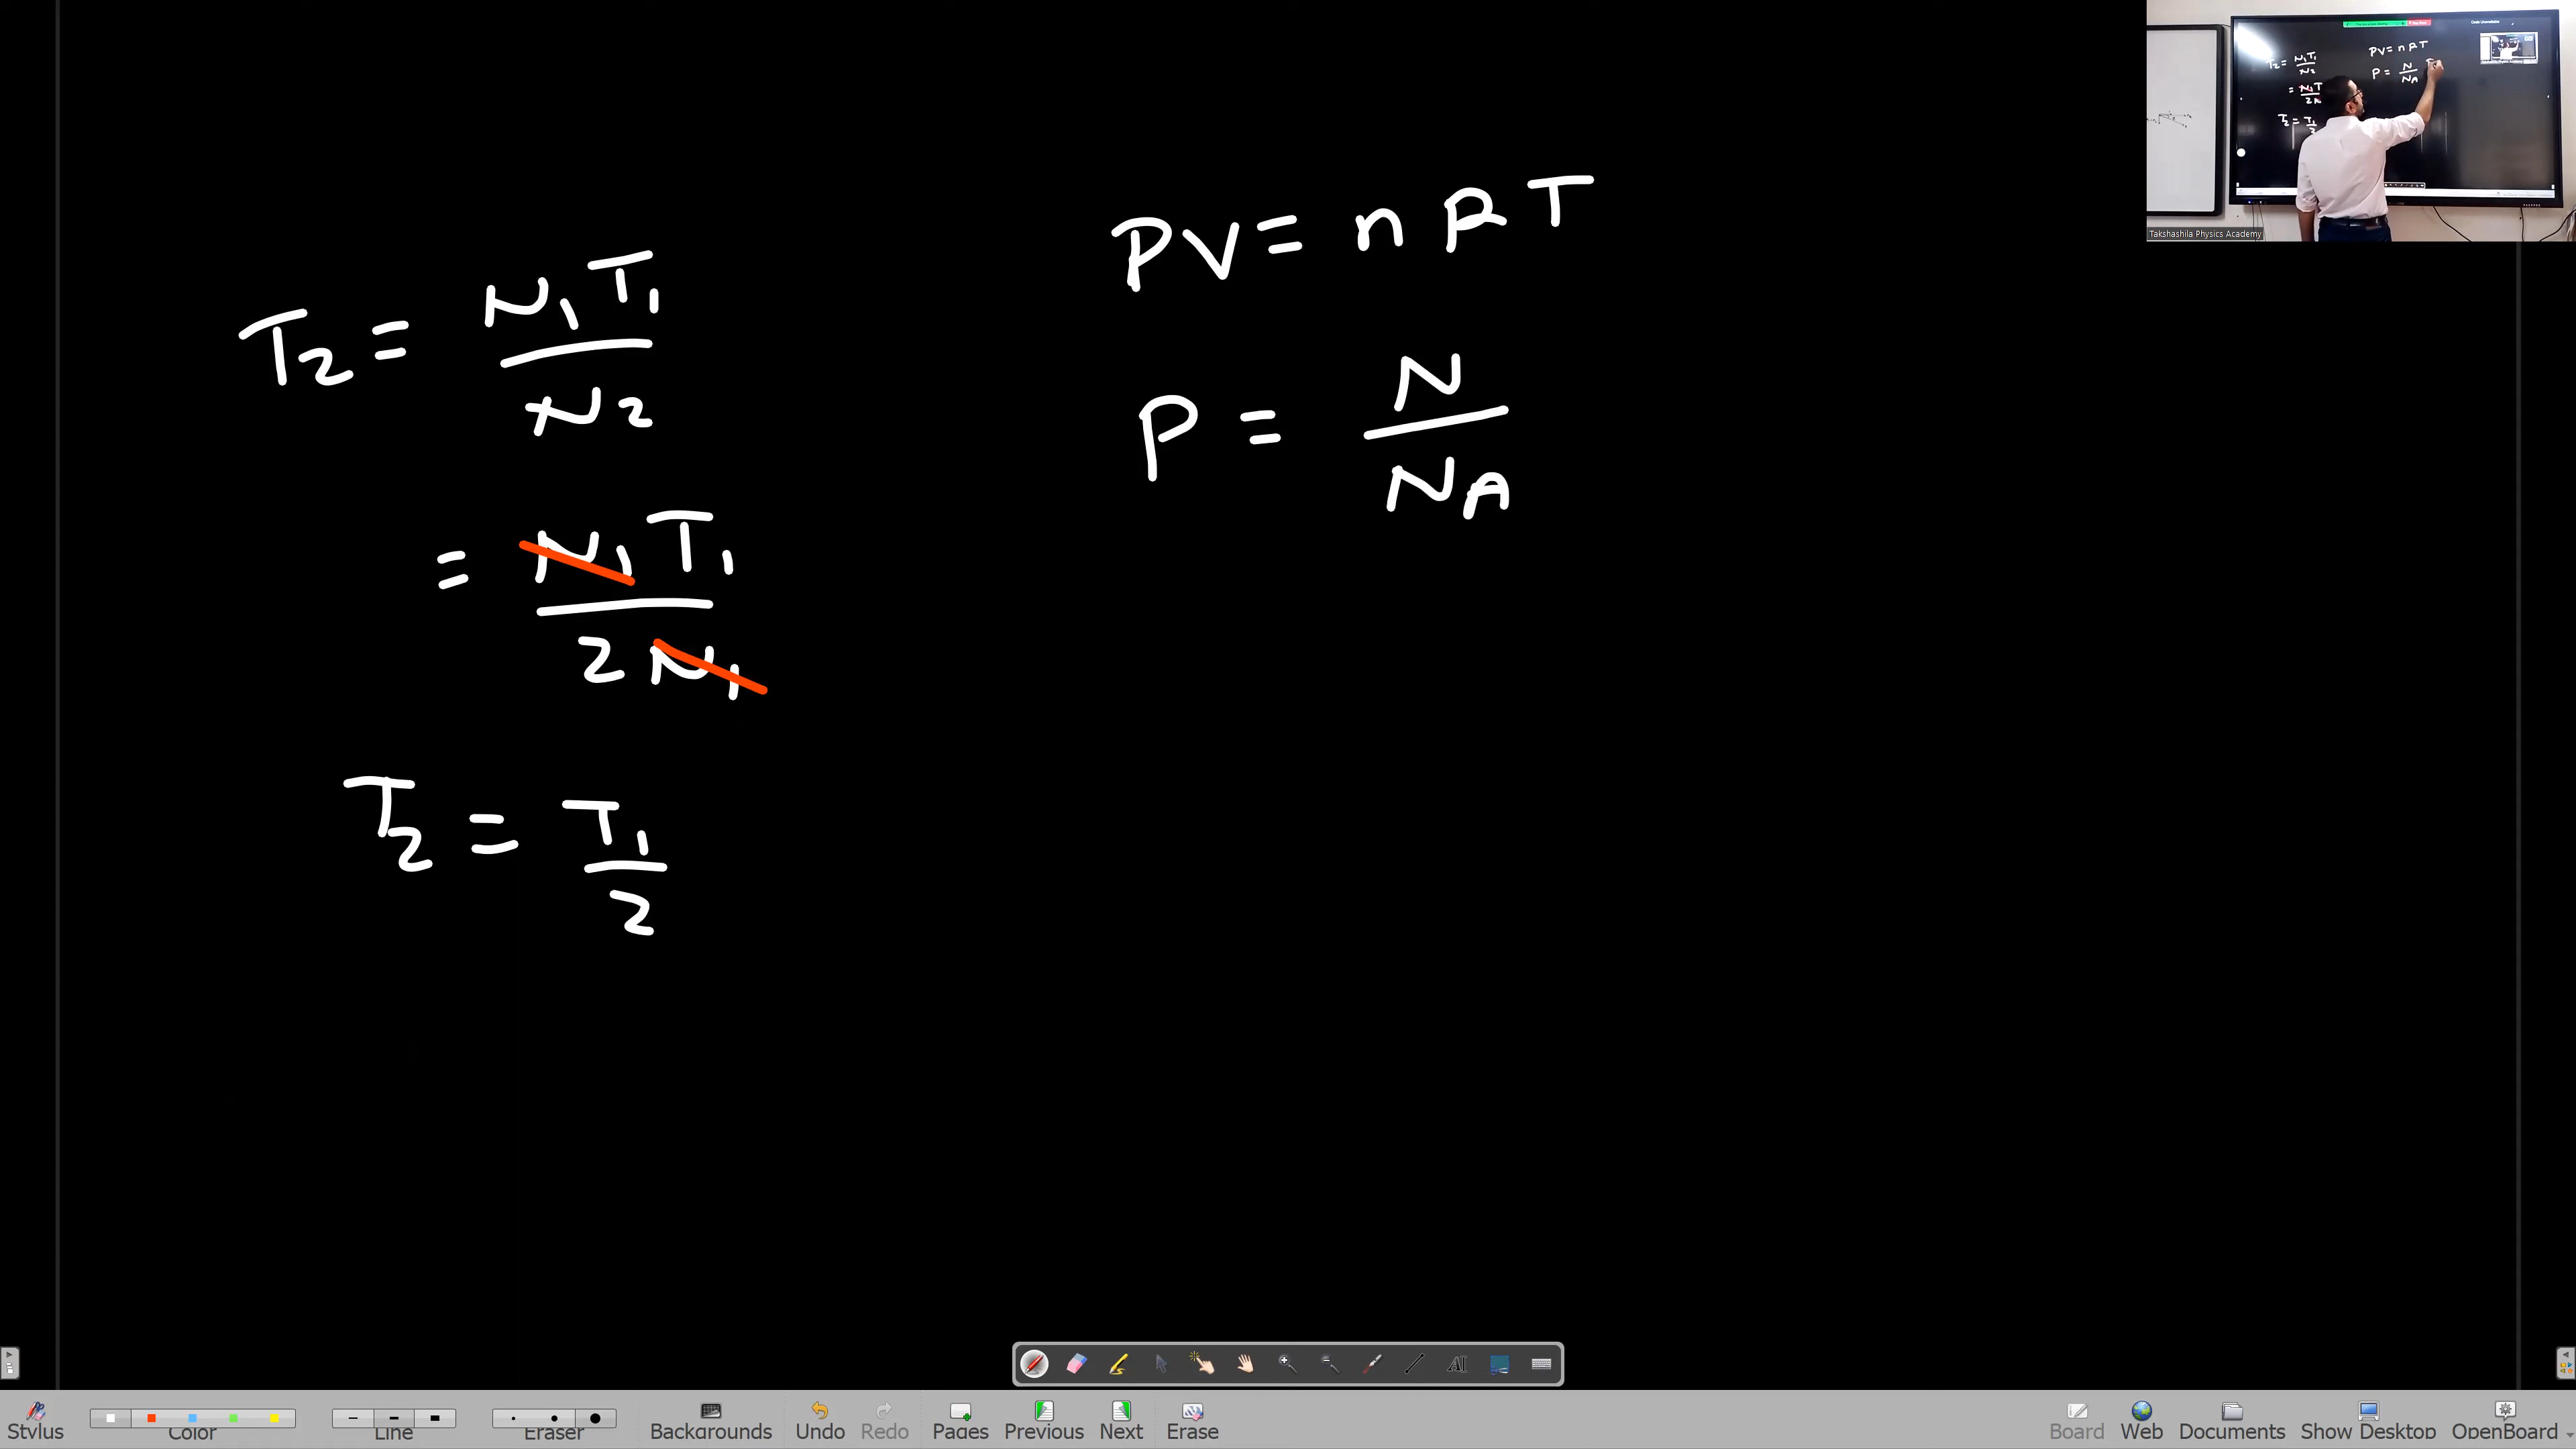 T₂ = N₁T₁ / N₂
= N₁T₁ / 2N₁
T₂ = T₁ / 2
PV = nRT
P = N / NA
Takshashila Physics Academy
Stylus
Color
Line
Eraser
Backgrounds
Undo
Redo
Pages
Previous
Next
Erase
Board
Web
Documents
Show Desktop
OpenBoard